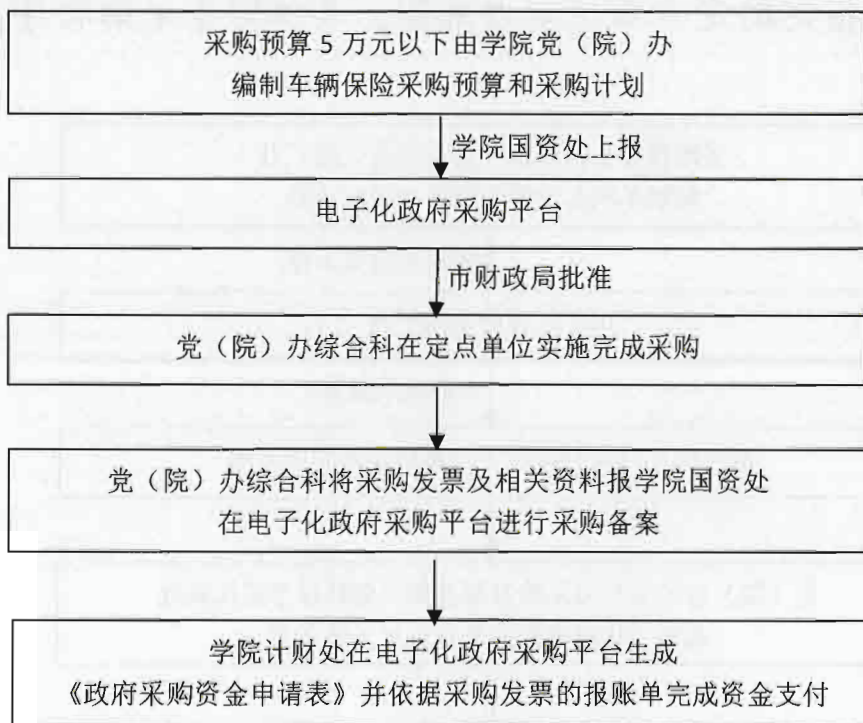 采购预算5万元以下由学院党（院）办
编制车辆保险采购预算和采购计划
学院国资处上报
电子化政府采购平台
市财政局批准
党（院）办综合科在定点单位实施完成采购
党（院）办综合科将采购发票及相关资料报学院国资处
在电子化政府采购平台进行采购备案
学院计财处在电子化政府采购平台生成
《政府采购资金申请表》并依据采购发票的报账单完成资金支付